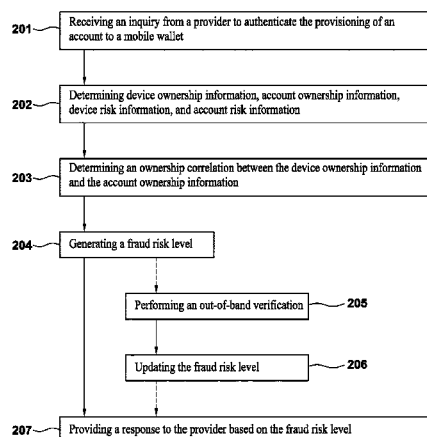 201 Receiving an inquiry from a provider to authenticate the provisioning of an
account to a mobile wallet
202 Determining device ownership information, account ownership information,
device risk information, and account risk information
203 Determining an ownership correlation between the device ownership information
and the account ownership information
204 Generating a fraud risk level
Performing an out-of-band verification 205
Updating the fraud risk level 206
207 Providing a response to the provider based on the fraud risk level